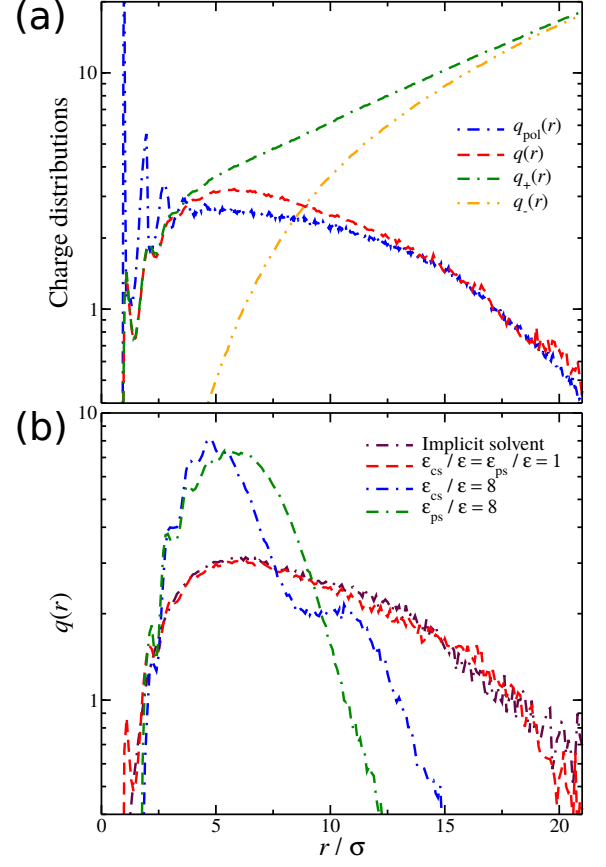 (a)
10
1
Charge distributions
q_pol(r)
q(r)
q_+(r)
q_-(r)
(b)
10
1
q(r)
Implicit solvent
ε_cs / ε = ε_ps / ε = 1
ε_cs / ε = 8
ε_ps / ε = 8
0 5 10 15 20
r / σ